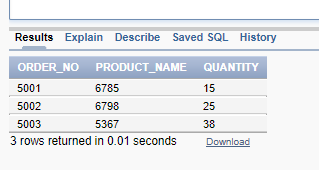 Results Explain Describe Saved SQL History
ORDER_NO PRODUCT_NAME QUANTITY
5001 6785 15
5002 6798 25
5003 5367 38
3 rows returned in 0.01 seconds Download